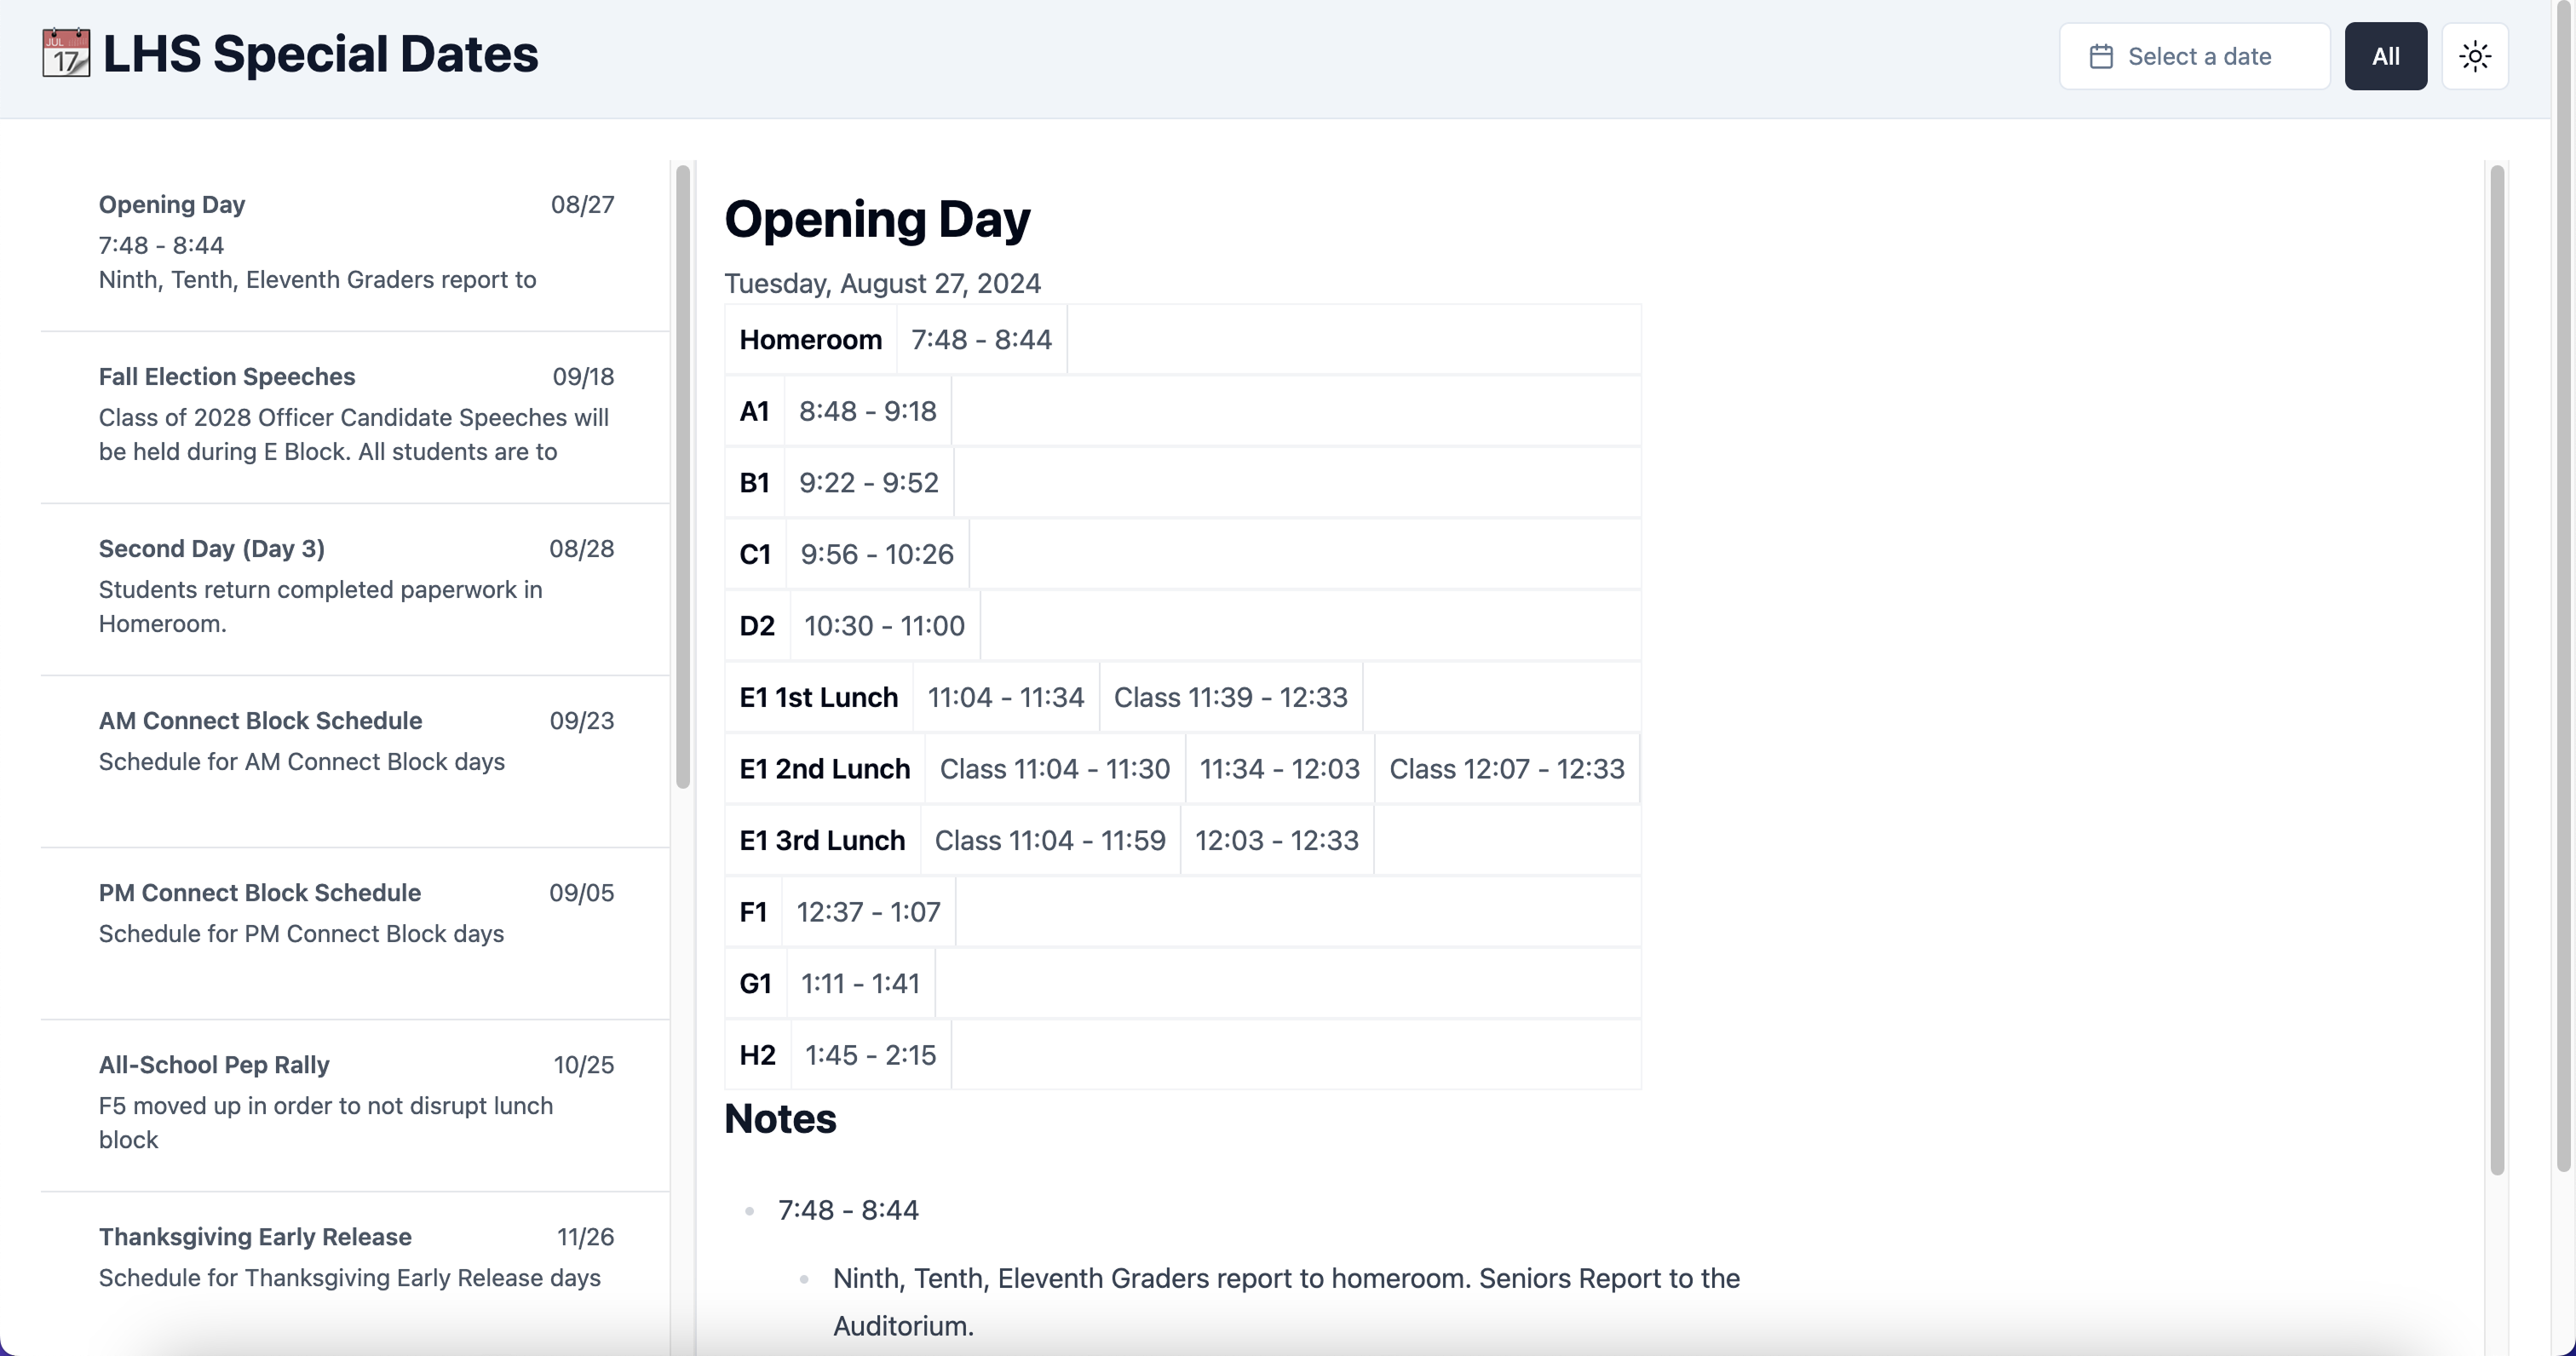 JUL
17
LHS Special Dates
Select a date
All
Opening Day 08/27
7:48 - 8:44
Ninth, Tenth, Eleventh Graders report to
Fall Election Speeches 09/18
Class of 2028 Officer Candidate Speeches will
be held during E Block. All students are to
Second Day (Day 3) 08/28
Students return completed paperwork in
Homeroom.
AM Connect Block Schedule 09/23
Schedule for AM Connect Block days
PM Connect Block Schedule 09/05
Schedule for PM Connect Block days
All-School Pep Rally 10/25
F5 moved up in order to not disrupt lunch
block
Thanksgiving Early Release 11/26
Schedule for Thanksgiving Early Release days
Opening Day
Tuesday, August 27, 2024
Homeroom 7:48 - 8:44
A1 8:48 - 9:18
B1 9:22 - 9:52
C1 9:56 - 10:26
D2 10:30 - 11:00
E1 1st Lunch 11:04 - 11:34 Class 11:39 - 12:33
E1 2nd Lunch Class 11:04 - 11:30 11:34 - 12:03 Class 12:07 - 12:33
E1 3rd Lunch Class 11:04 - 11:59 12:03 - 12:33
F1 12:37 - 1:07
G1 1:11 - 1:41
H2 1:45 - 2:15
Notes
7:48 - 8:44
Ninth, Tenth, Eleventh Graders report to homeroom. Seniors Report to the
Auditorium.